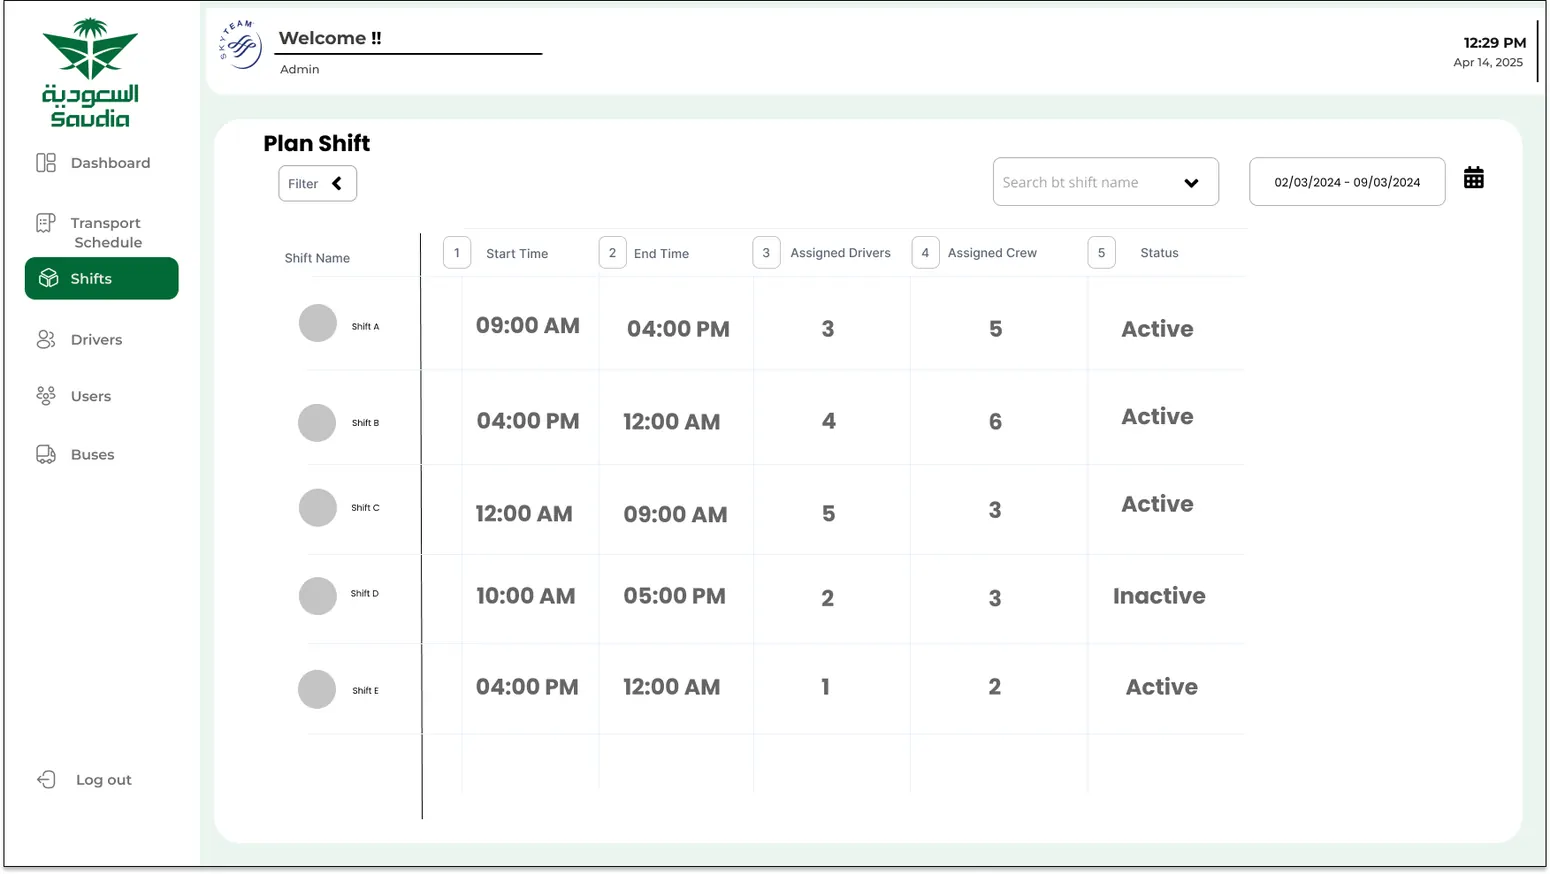 السعودية
Saudia
SKYTEAM
Welcome !!
Admin
12:29 PM
Apr 14, 2025
Dashboard
Transport
Schedule
Shifts
Drivers
Users
Buses
Log out
Plan Shift
Filter
Search bt shift name
02/03/2024 - 09/03/2024
Shift Name 1 Start Time 2 End Time 3 Assigned Drivers 4 Assigned Crew 5 Status
Shift A 09:00 AM 04:00 PM 3 5 Active
Shift B 04:00 PM 12:00 AM 4 6 Active
Shift C 12:00 AM 09:00 AM 5 3 Active
Shift D 10:00 AM 05:00 PM 2 3 Inactive
Shift E 04:00 PM 12:00 AM 1 2 Active